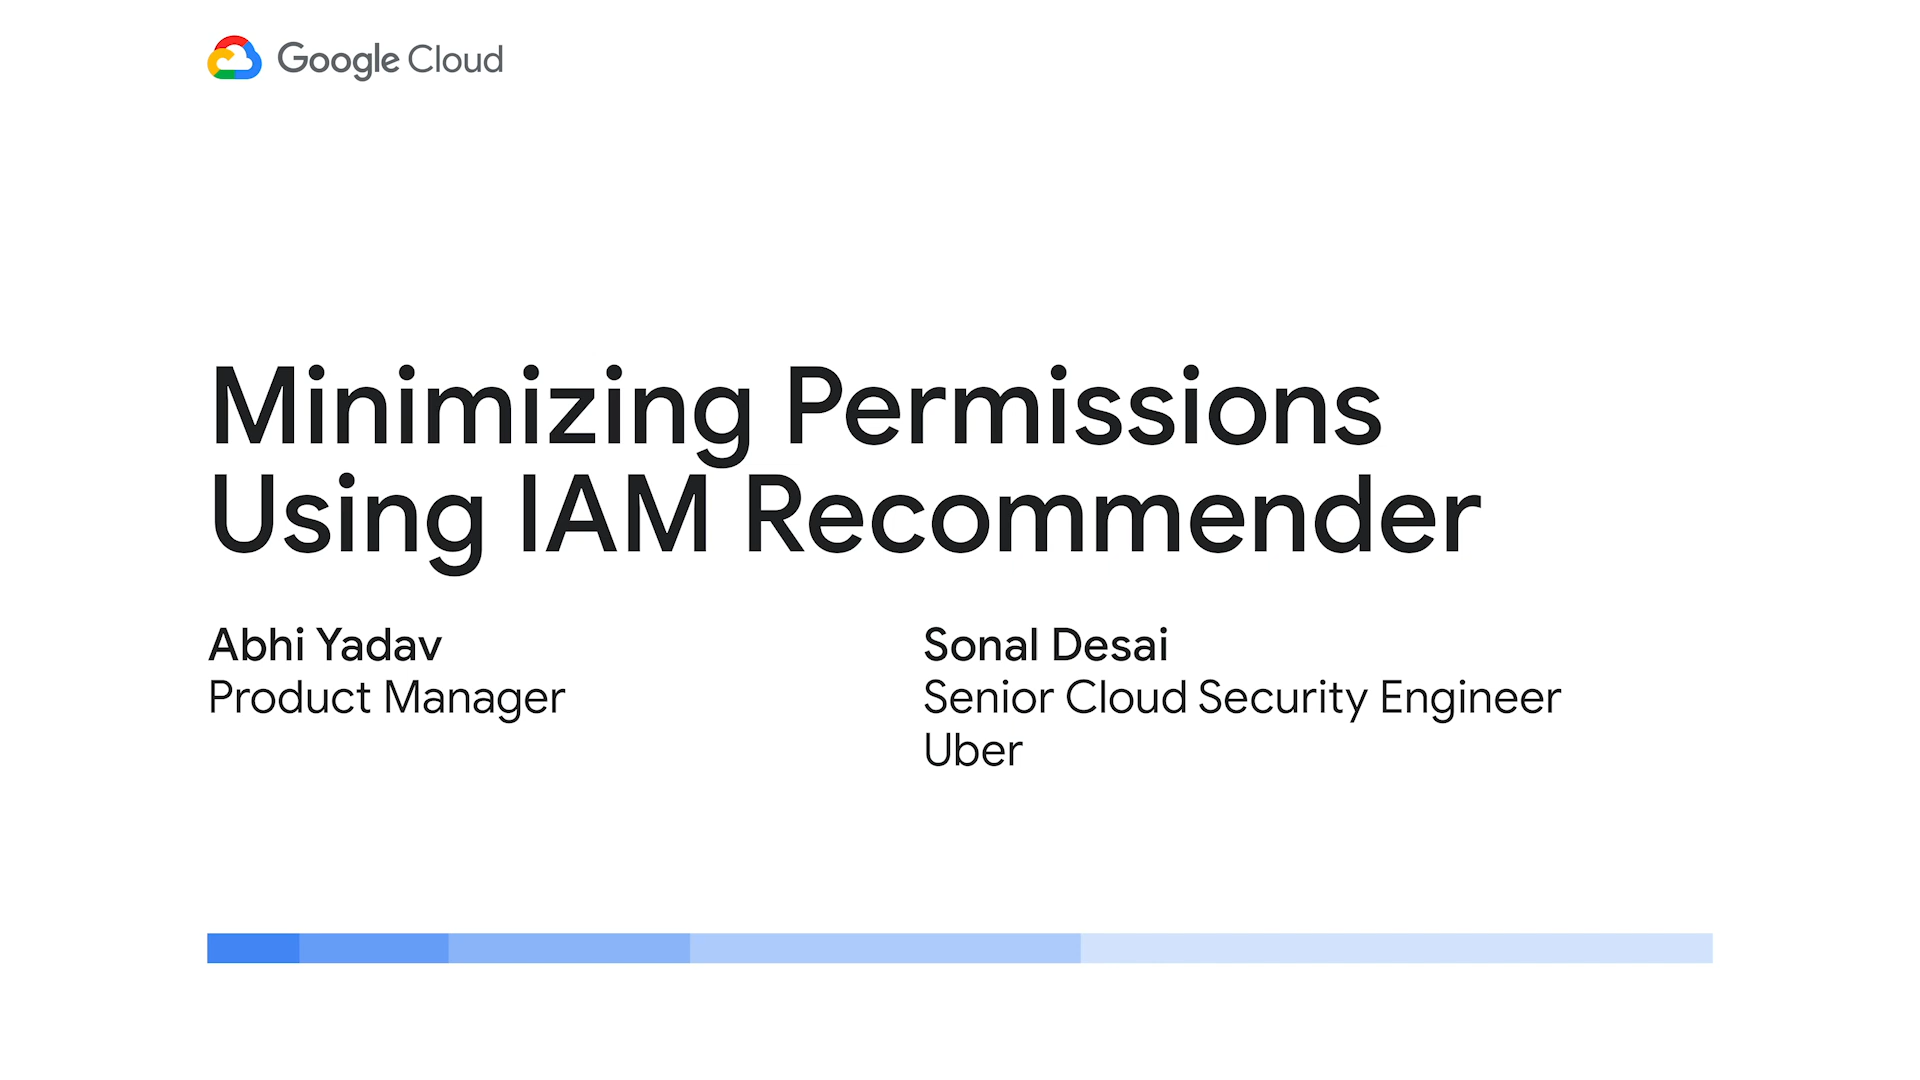 Google Cloud
Minimizing Permissions
Using IAM Recommender
Abhi Yadav
Product Manager
Sonal Desai
Senior Cloud Security Engineer
Uber